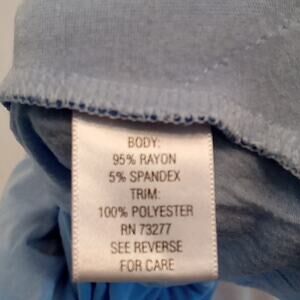 BODY:
95% RAYON
5% SPANDEX
TRIM:
100% POLYESTER
RN 73277
SEE REVERSE
FOR CARE